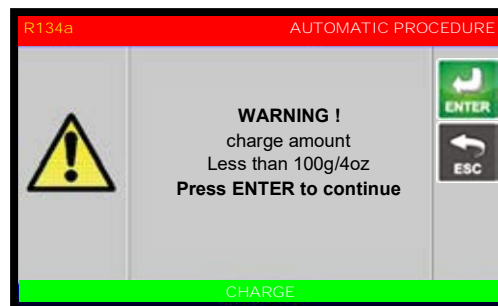 R134a AUTOMATIC PROCEDURE
ENTER
WARNING !
charge amount
Less than 100g/4oz
Press ENTER to continue
ESC
CHARGE